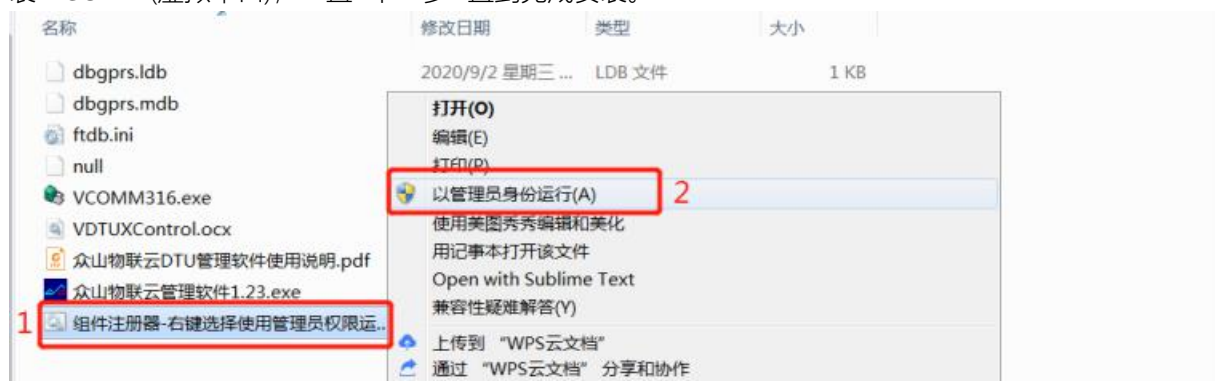 名称 修改日期 类型 大小
dbgprs.ldb 2020/9/2 星期三 ... LDB 文件 1 KB
dbgprs.mdb
打开(O)
ftdb.ini
编辑(E)
null
打印(P)
VCOMM316.exe
以管理员身份运行(A) 2
VDTUXControl.ocx
使用美图秀秀编辑和美化
众山物联云DTU管理软件使用说明.pdf
用记事本打开该文件
众山物联云管理软件1.23.exe
Open with Sublime Text
1 组件注册器-右键选择使用管理员权限运...
兼容性疑难解答(Y)
上传到 “WPS云文档”
通过 “WPS云文档” 分享和协作